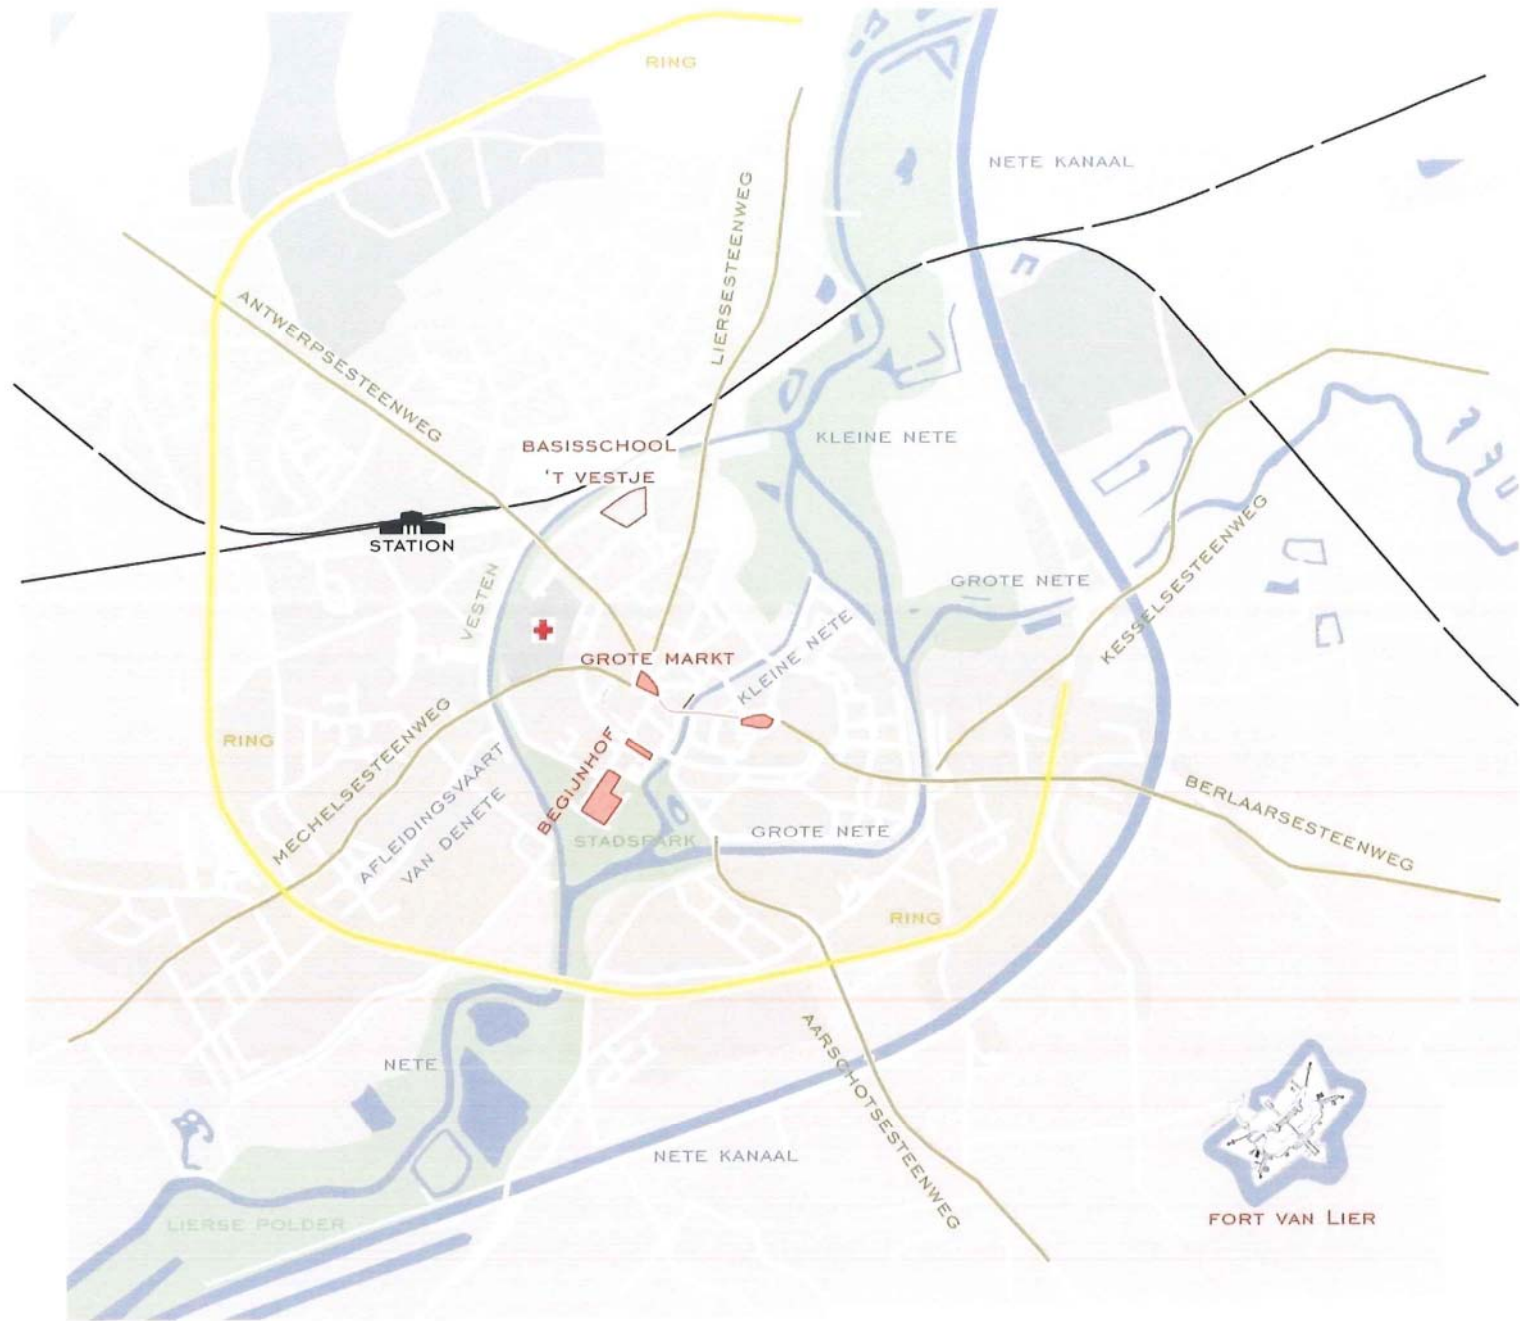 RING
NETE KANAAL
LIERSESTEENWEG
ANTWERPSESTEENWEG
BASISSCHOOL
'T VESTJE
KLEINE NETE
STATION
VESTEN
GROTE NETE
KESSELSESTEENWEG
GROTE MARKT
KLEINE NETE
RING
MECHELSESTEENWEG
AFLEIDINGSVAART
VAN DENETE
BEGIJNHOF
STADSPARK
GROTE NETE
BERLAARSESTEENWEG
RING
AARSCHOTSESTEENWEG
NETE
NETE KANAAL
LIERSE POLDER
FORT VAN LIER